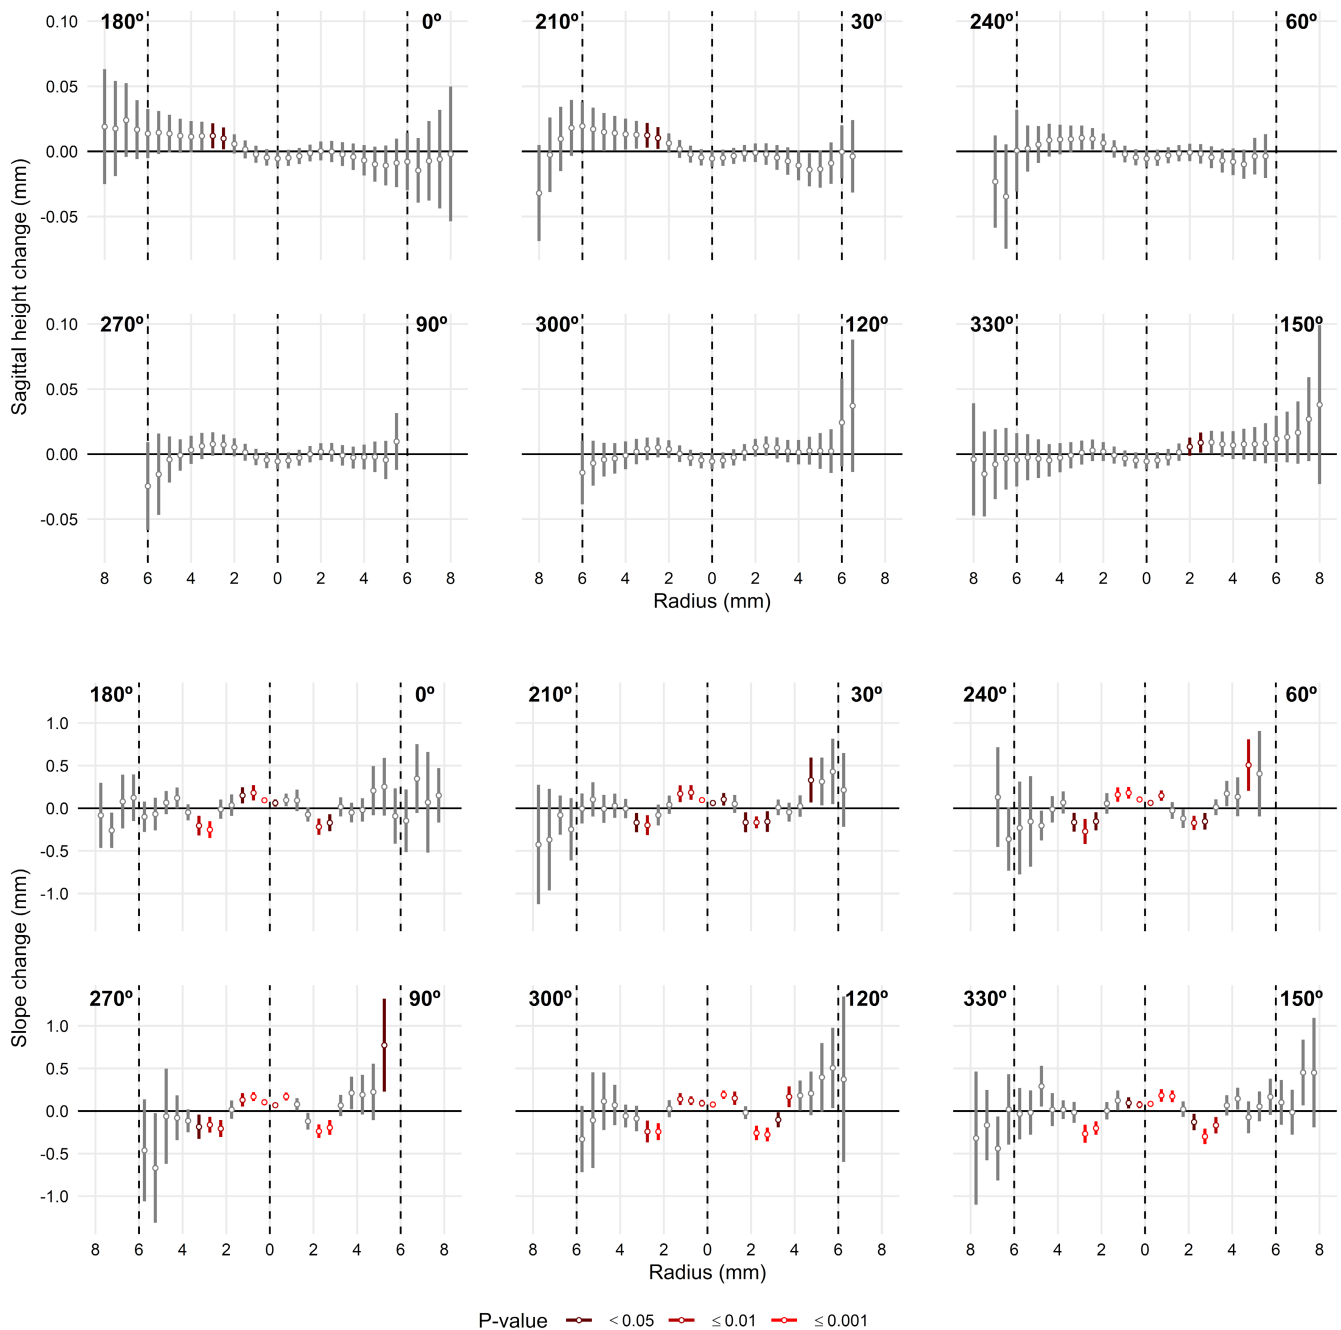 180º 0º 210º 30º 240º 60º
0.10
0.05
0.00
-0.05
Sagittal height change (mm)
270º 90º 300º 120º 330º 150º
0.10
0.05
0.00
-0.05
8 6 4 2 0 2 4 6 8 8 6 4 2 0 2 4 6 8 8 6 4 2 0 2 4 6 8
Radius (mm)
180º 0º 210º 30º 240º 60º
1.0
0.5
0.0
-0.5
-1.0
Slope change (mm)
270º 90º 300º 120º 330º 150º
1.0
0.5
0.0
-0.5
-1.0
8 6 4 2 0 2 4 6 8 8 6 4 2 0 2 4 6 8 8 6 4 2 0 2 4 6 8
Radius (mm)
P-value < 0.05 ≤ 0.01 ≤ 0.001